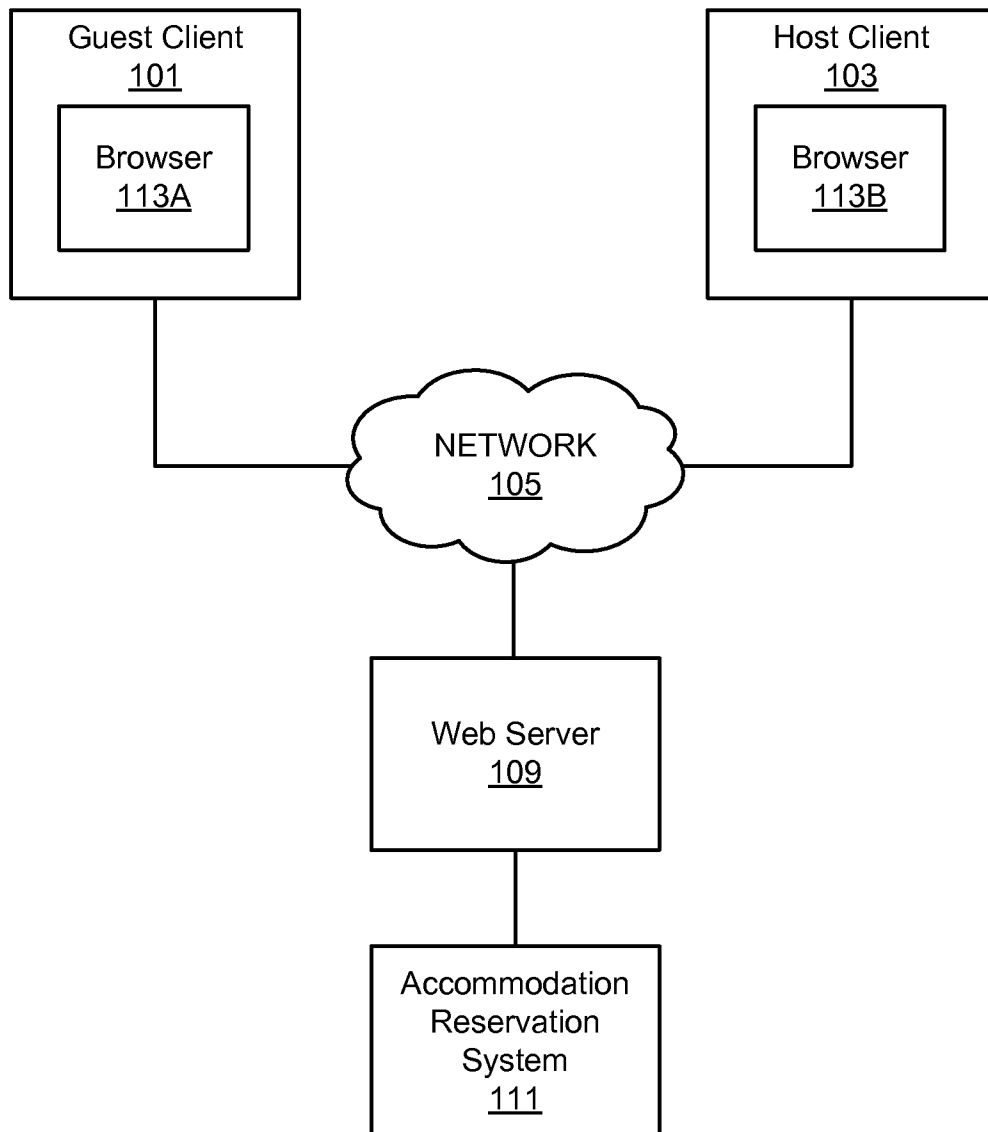 Guest Client
101
Browser
113A
Host Client
103
Browser
113B
NETWORK
105
Web Server
109
Accommodation
Reservation
System
111